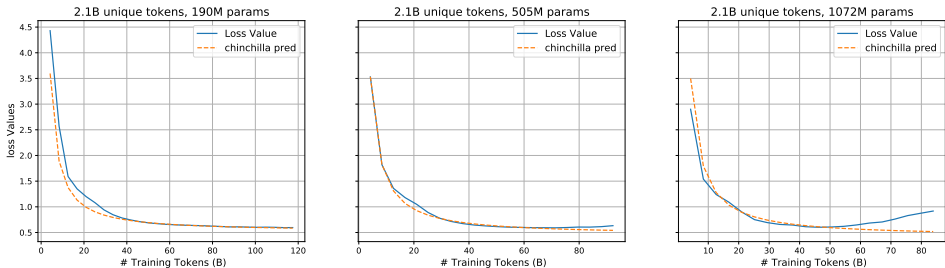 2.1B unique tokens, 190M params
4.5
4.0
3.5
3.0
2.5
2.0
1.5
1.0
0.5
loss Values
Loss Value
chinchilla pred
0 20 40 60 80 100 120
# Training Tokens (B)
2.1B unique tokens, 505M params
Loss Value
chinchilla pred
0 20 40 60 80
# Training Tokens (B)
2.1B unique tokens, 1072M params
Loss Value
chinchilla pred
10 20 30 40 50 60 70 80
# Training Tokens (B)